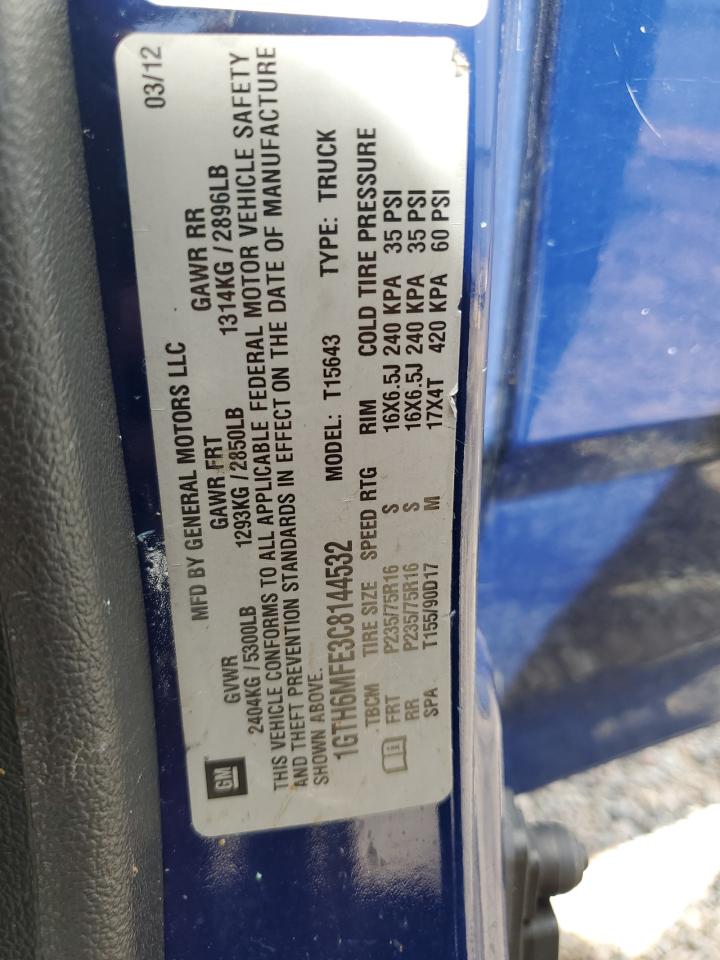 03/12
MFD BY GENERAL MOTORS LLC
GVWR GAWR FRT GAWR RR
2404KG/5300LB 1293KG/2850LB 1314KG/2896LB
THIS VEHICLE CONFORMS TO ALL APPLICABLE FEDERAL MOTOR VEHICLE SAFETY
AND THEFT PREVENTION STANDARDS IN EFFECT ON THE DATE OF MANUFACTURE
SHOWN ABOVE.
1GTH6MFE3C8144532 MODEL: T15643 TYPE: TRUCK
TBCM TIRE SIZE SPEED RTG RIM COLD TIRE PRESSURE
FRT P235/75R16 S 16X6.5J 240 KPA 35 PSI
RR P235/75R16 S 16X6.5J 240 KPA 35 PSI
SPA T155/90D17 M 17X4T 420 KPA 60 PSI
GM